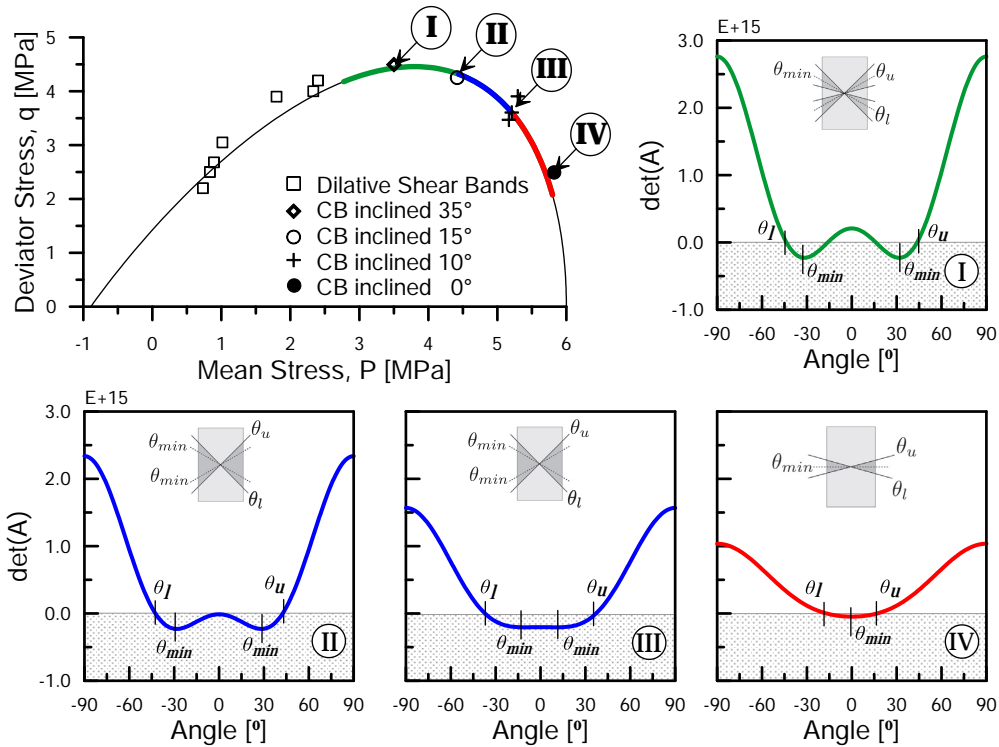 5
4
3
2
1
0
Deviator Stress, q [MPa]
I
II
III
IV
Dilative Shear Bands
CB inclined 35°
CB inclined 15°
CB inclined 10°
CB inclined 0°
-1 0 1 2 3 4 5 6
Mean Stress, P [MPa]
E+15
3.0
2.0
1.0
0.0
-1.0
det(A)
θmin θu
θl
θl θu
θmin θmin
I
-90 -60 -30 0 30 60 90
Angle [º]
E+15
3.0
2.0
1.0
0.0
-1.0
det(A)
θmin θu
θmin θl
θl θu
θmin θmin
II
-90 -60 -30 0 30 60 90
Angle [º]
θmin θu
θmin θl
θl θu
θmin θmin
III
-90 -60 -30 0 30 60 90
Angle [º]
θmin θu
θl
θl θu
θmin
IV
-90 -60 -30 0 30 60 90
Angle [º]